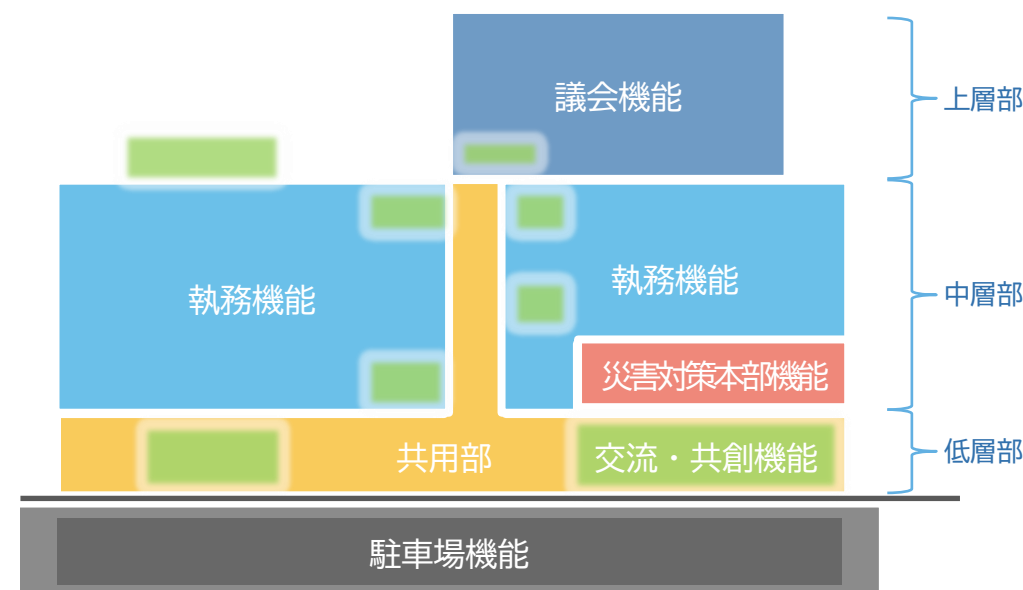 議会機能
上層部
執務機能
執務機能
中層部
災害対策本部機能
共用部
交流・共創機能
低層部
駐車場機能